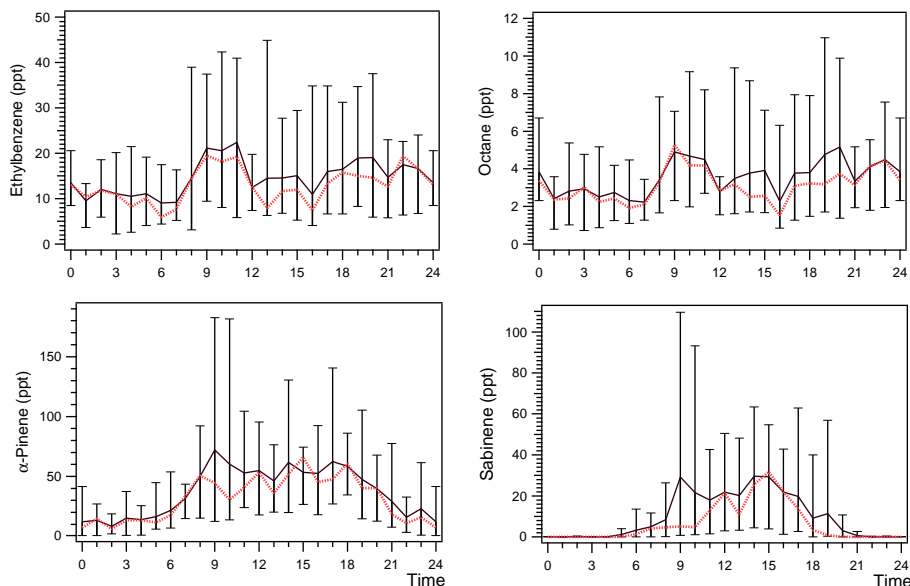 Ethylbenzene (ppt)
50
40
30
20
10
0
0 3 6 9 12 15 18 21 24
Octane (ppt)
12
10
8
6
4
2
0
0 3 6 9 12 15 18 21 24
α-Pinene (ppt)
150
100
50
0
0 3 6 9 12 15 18 21 24
Time
Sabinene (ppt)
100
80
60
40
20
0
0 3 6 9 12 15 18 21 24
Time